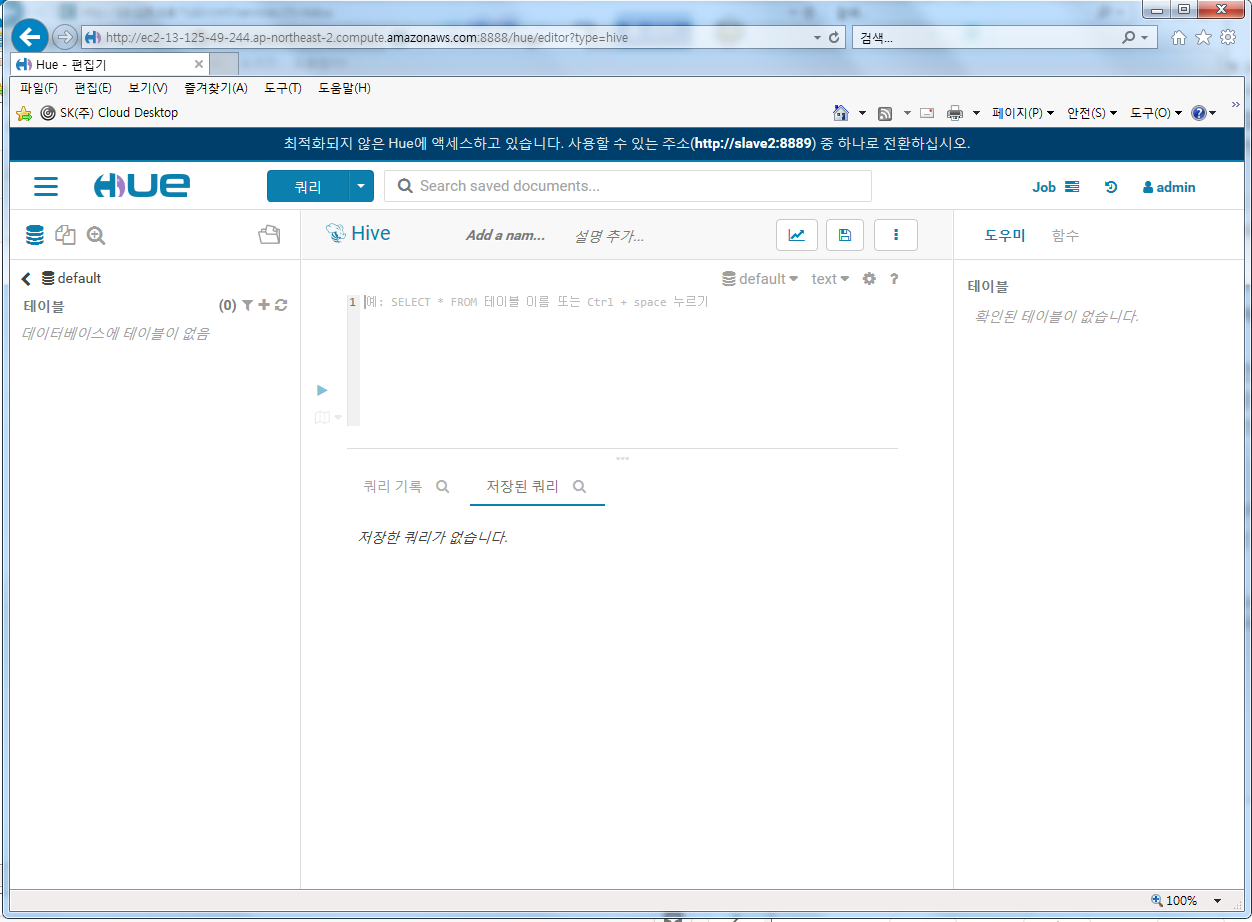 http://ec2-13-125-49-244.ap-northeast-2.compute.amazonaws.com:8888/hue/editor?type=hive
검색...
Hue - 편집기
파일(F) 편집(E) 보기(V) 즐겨찾기(A) 도구(T) 도움말(H)
SK(주) Cloud Desktop
페이지(P) 안전(S) 도구(O)
최적화되지 않은 Hue에 액세스하고 있습니다. 사용할 수 있는 주소(http://slave2:8889) 중 하나로 전환하십시오.
HUE
쿼리
Search saved documents...
Job
admin
Hive
Add a nam...
설명 추가...
도우미
함수
default
테이블 (0)
데이터베이스에 테이블이 없음
default text ?
1 예: SELECT * FROM 테이블 이름 또는 Ctrl + space 누르기
테이블
확인된 테이블이 없습니다.
쿼리 기록
저장된 쿼리
저장한 쿼리가 없습니다.
100%